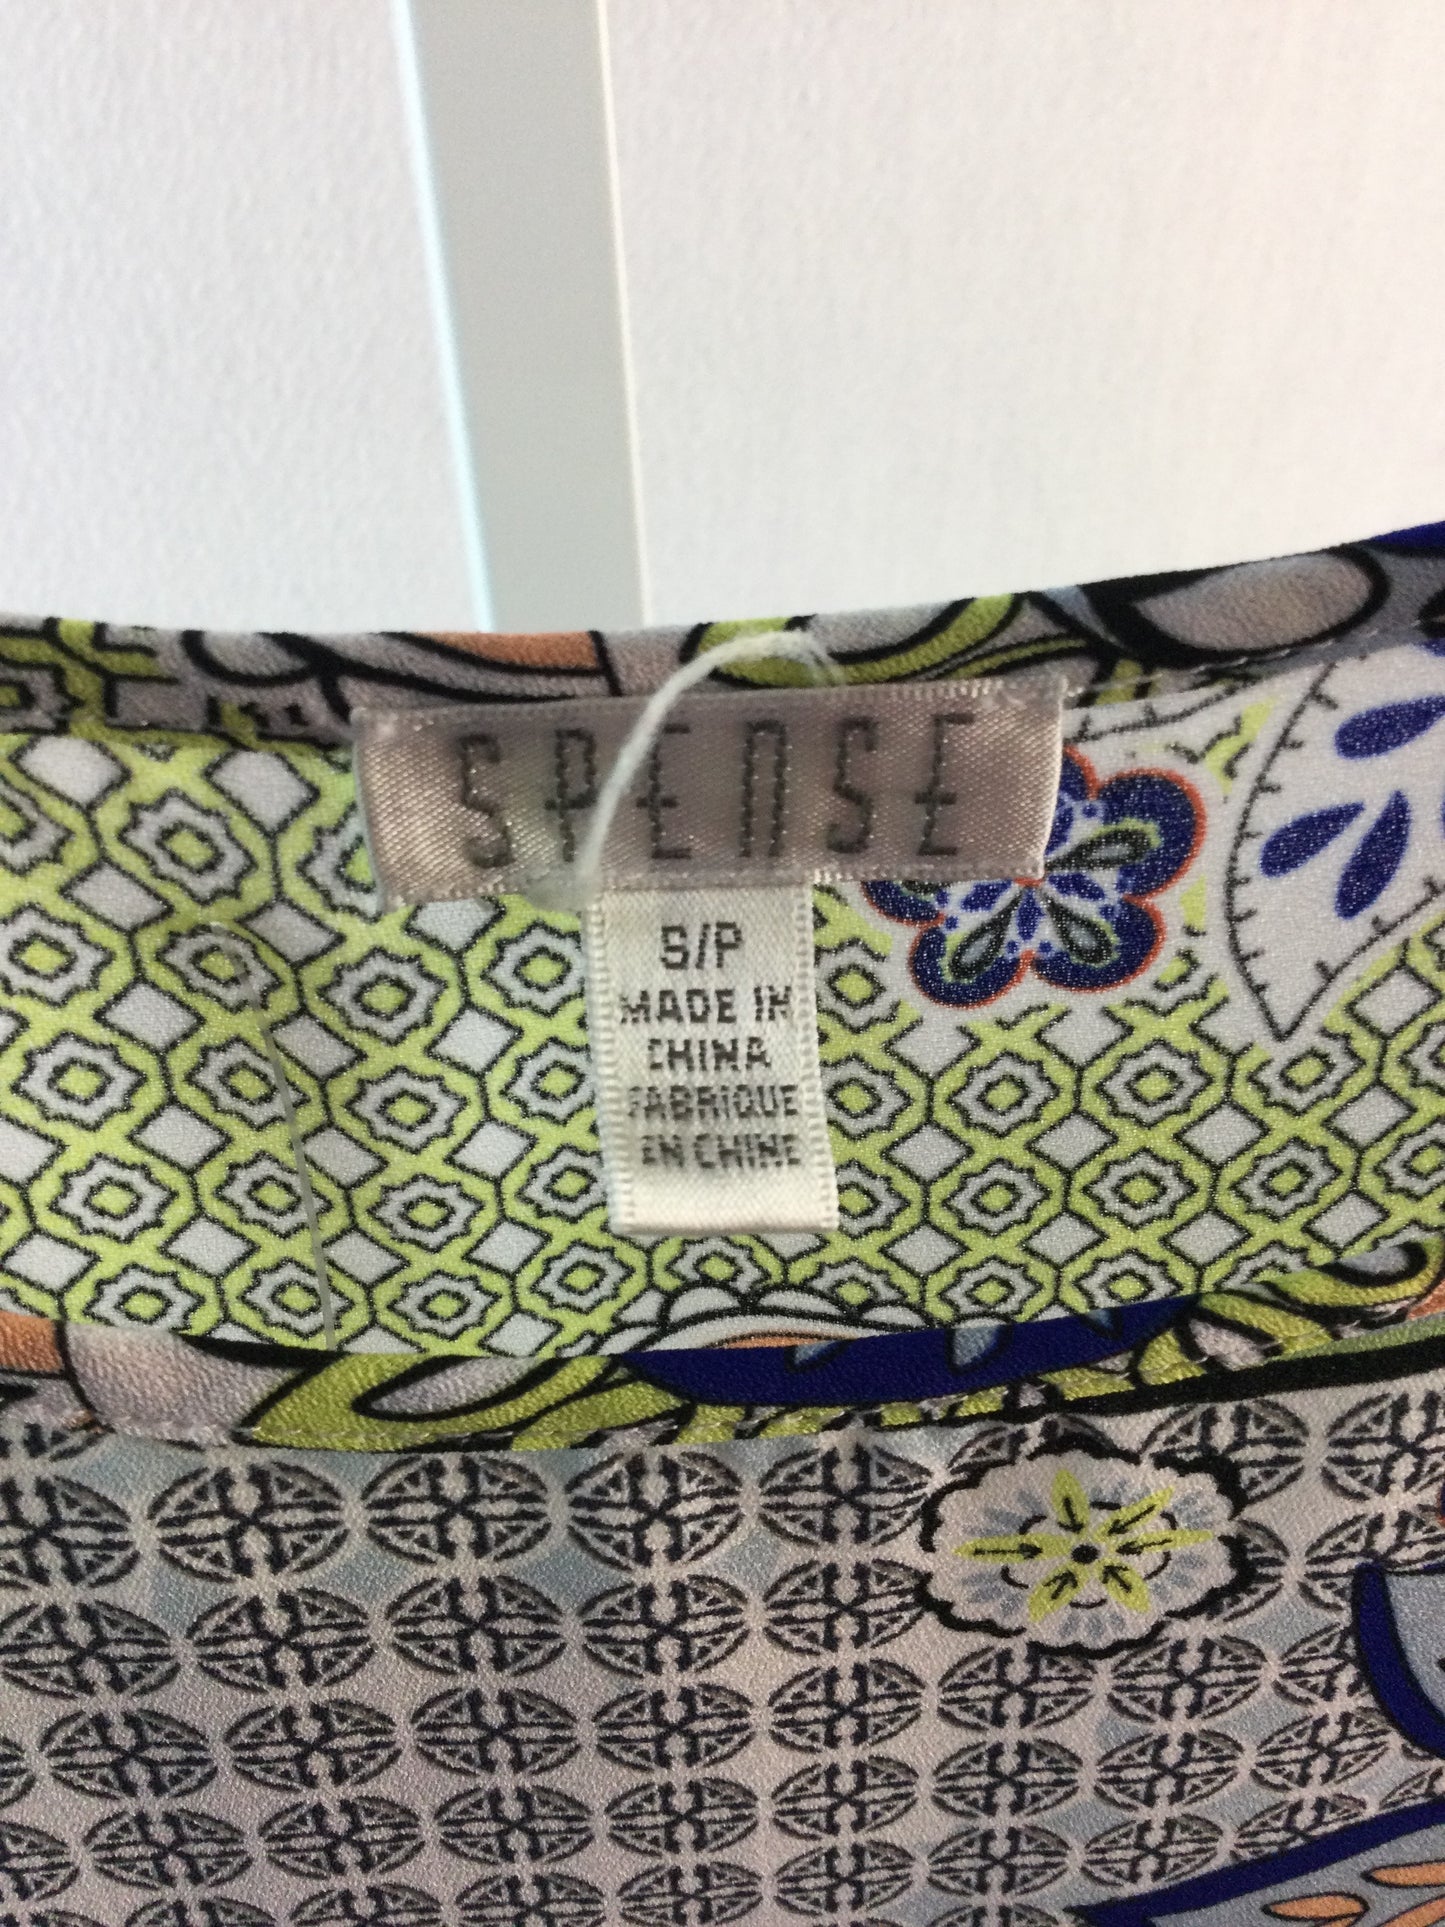 SPENSE
S/P
MADE IN
CHINA
FABRIQUE
EN CHINE